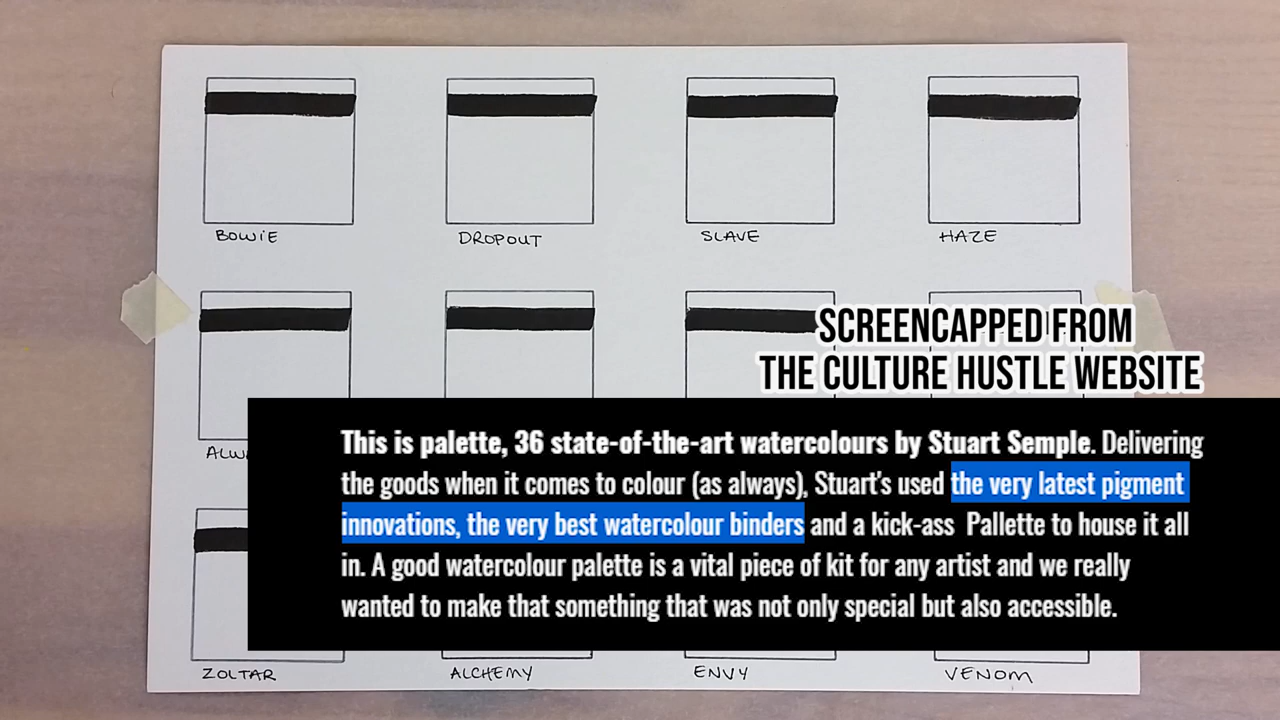 BOWIE DROPOUT SLAVE HAZE
SCREENCAPPED FROM
THE CULTURE HUSTLE WEBSITE
This is palette, 36 state-of-the-art watercolours by Stuart Semple. Delivering
the goods when it comes to colour (as always), Stuart's used the very latest pigment
innovations, the very best watercolour binders and a kick-ass Pallette to house it all
in. A good watercolour palette is a vital piece of kit for any artist and we really
wanted to make that something that was not only special but also accessible.
ZOLTAR ALCHEMY ENVY VENOM